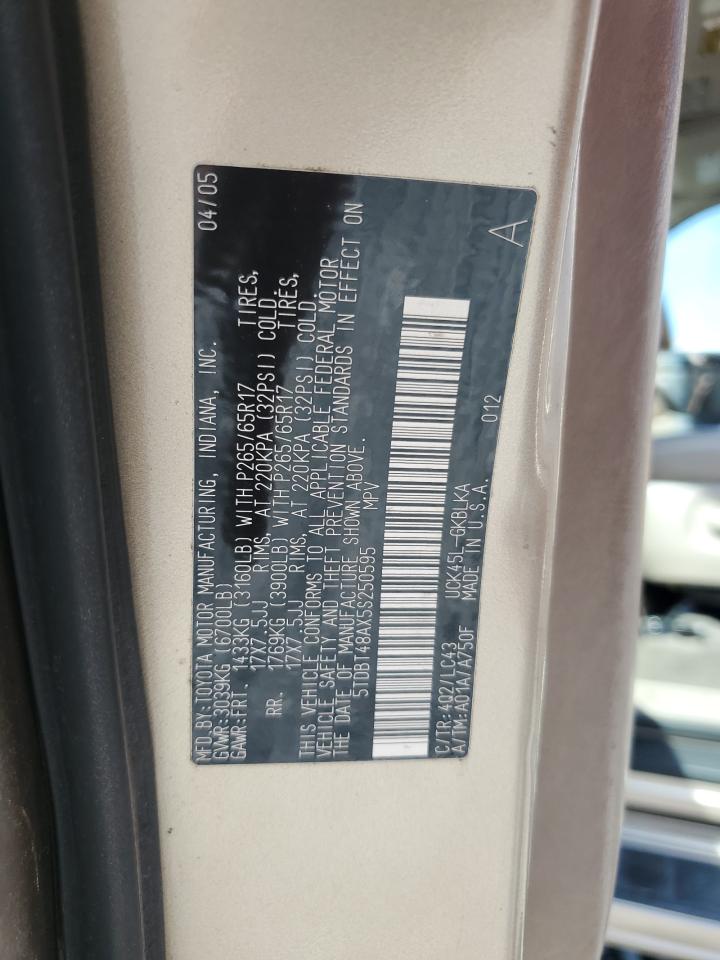 MFD.BY:TOYOTA MOTOR MANUFACTURING, INDIANA, INC. 04/05
GVWR:3039KG (6700LB)
GAWR:FRT. 1433KG (3160LB) WITH P265/65R17 TIRES,
17X7.5JJ RIMS, AT 220KPA (32PSI) COLD.
RR. 1769KG (3900LB) WITH P265/65R17 TIRES,
17X7.5JJ RIMS, AT 220KPA (32PSI) COLD.
THIS VEHICLE CONFORMS TO ALL APPLICABLE FEDERAL MOTOR
VEHICLE SAFETY AND THEFT PREVENTION STANDARDS IN EFFECT ON
THE DATE OF MANUFACTURE SHOWN ABOVE.
5TDBT48AX5S250595 MPV
C/TR:4Q2/LC43 UCK45L-GKBLKA 012
A/TM:A01A/A750F MADE IN U.S.A.
A